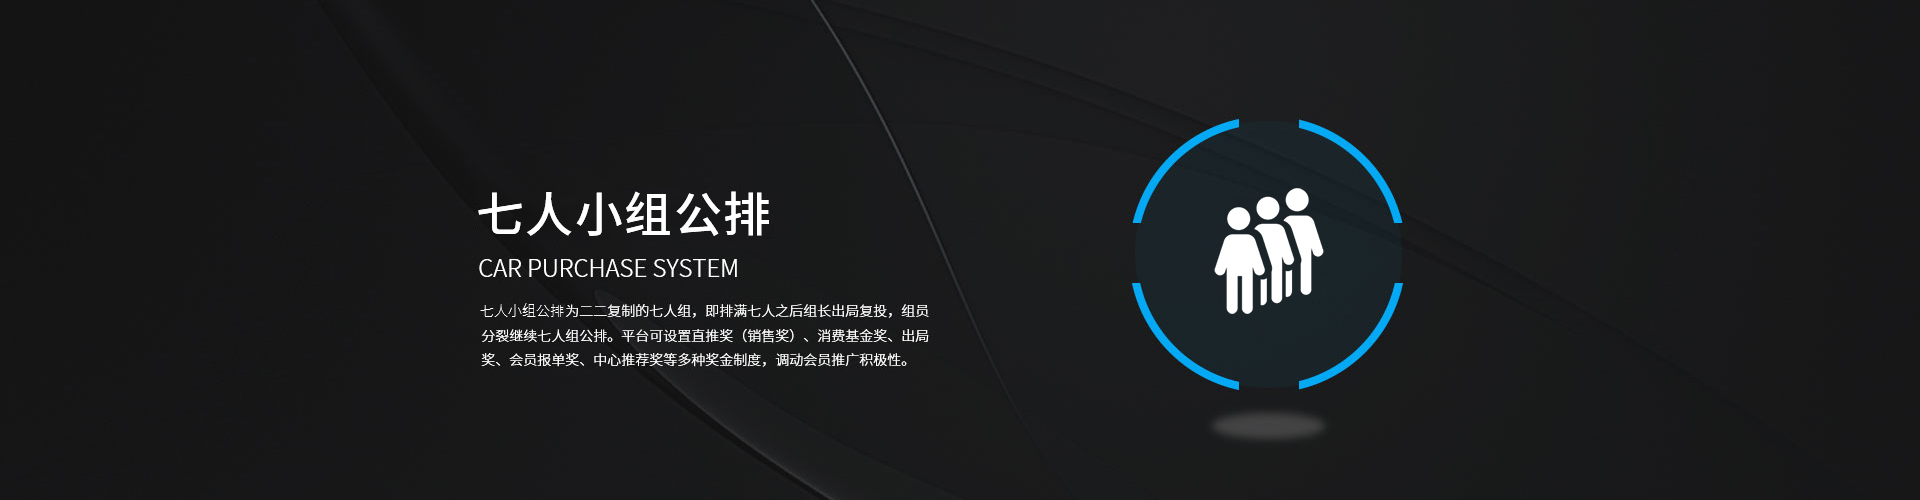 七人小组公排
CAR PURCHASE SYSTEM
七人小组公排为二二复制的七人组，即排满七人之后组长出局复投，组员
分裂继续七人组公排。平台可设置直推奖（销售奖）、消费基金奖、出局
奖、会员报单奖、中心推荐奖等多种奖金制度，调动会员推广积极性。